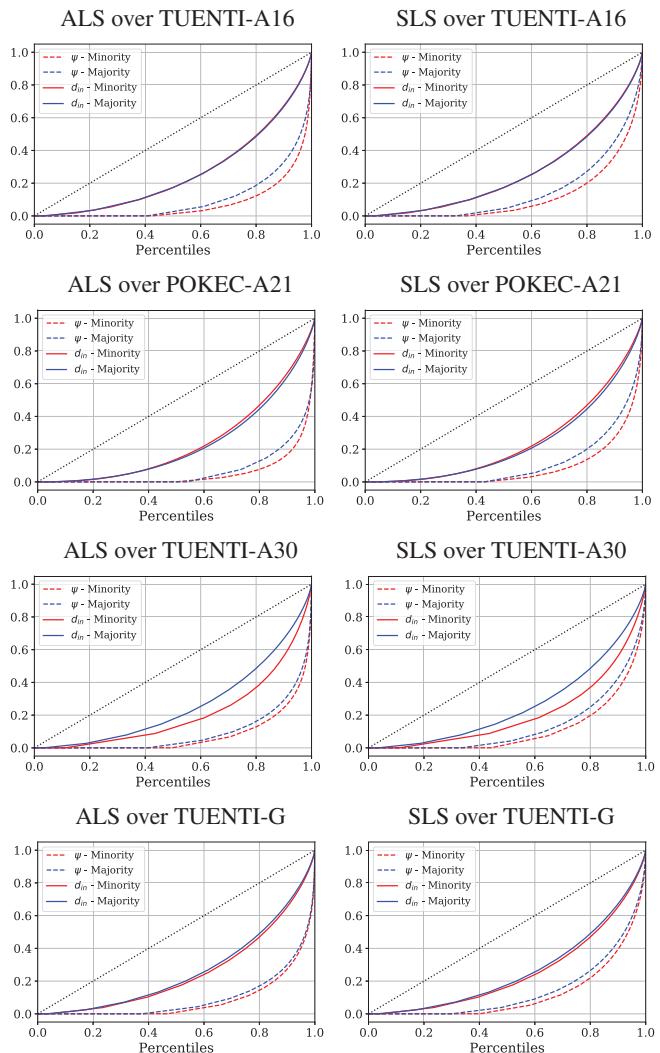 ALS over TUENTI-A16
1.0
0.8
0.6
0.4
0.2
0.0
ψ - Minority
ψ - Majority
d_in - Minority
d_in - Majority
0.0 0.2 0.4 0.6 0.8 1.0
Percentiles
SLS over TUENTI-A16
1.0
0.8
0.6
0.4
0.2
0.0
ψ - Minority
ψ - Majority
d_in - Minority
d_in - Majority
0.0 0.2 0.4 0.6 0.8 1.0
Percentiles
ALS over POKEC-A21
1.0
0.8
0.6
0.4
0.2
0.0
ψ - Minority
ψ - Majority
d_in - Minority
d_in - Majority
0.0 0.2 0.4 0.6 0.8 1.0
Percentiles
SLS over POKEC-A21
1.0
0.8
0.6
0.4
0.2
0.0
ψ - Minority
ψ - Majority
d_in - Minority
d_in - Majority
0.0 0.2 0.4 0.6 0.8 1.0
Percentiles
ALS over TUENTI-A30
1.0
0.8
0.6
0.4
0.2
0.0
ψ - Minority
ψ - Majority
d_in - Minority
d_in - Majority
0.0 0.2 0.4 0.6 0.8 1.0
Percentiles
SLS over TUENTI-A30
1.0
0.8
0.6
0.4
0.2
0.0
ψ - Minority
ψ - Majority
d_in - Minority
d_in - Majority
0.0 0.2 0.4 0.6 0.8 1.0
Percentiles
ALS over TUENTI-G
1.0
0.8
0.6
0.4
0.2
0.0
ψ - Minority
ψ - Majority
d_in - Minority
d_in - Majority
0.0 0.2 0.4 0.6 0.8 1.0
Percentiles
SLS over TUENTI-G
1.0
0.8
0.6
0.4
0.2
0.0
ψ - Minority
ψ - Majority
d_in - Minority
d_in - Majority
0.0 0.2 0.4 0.6 0.8 1.0
Percentiles